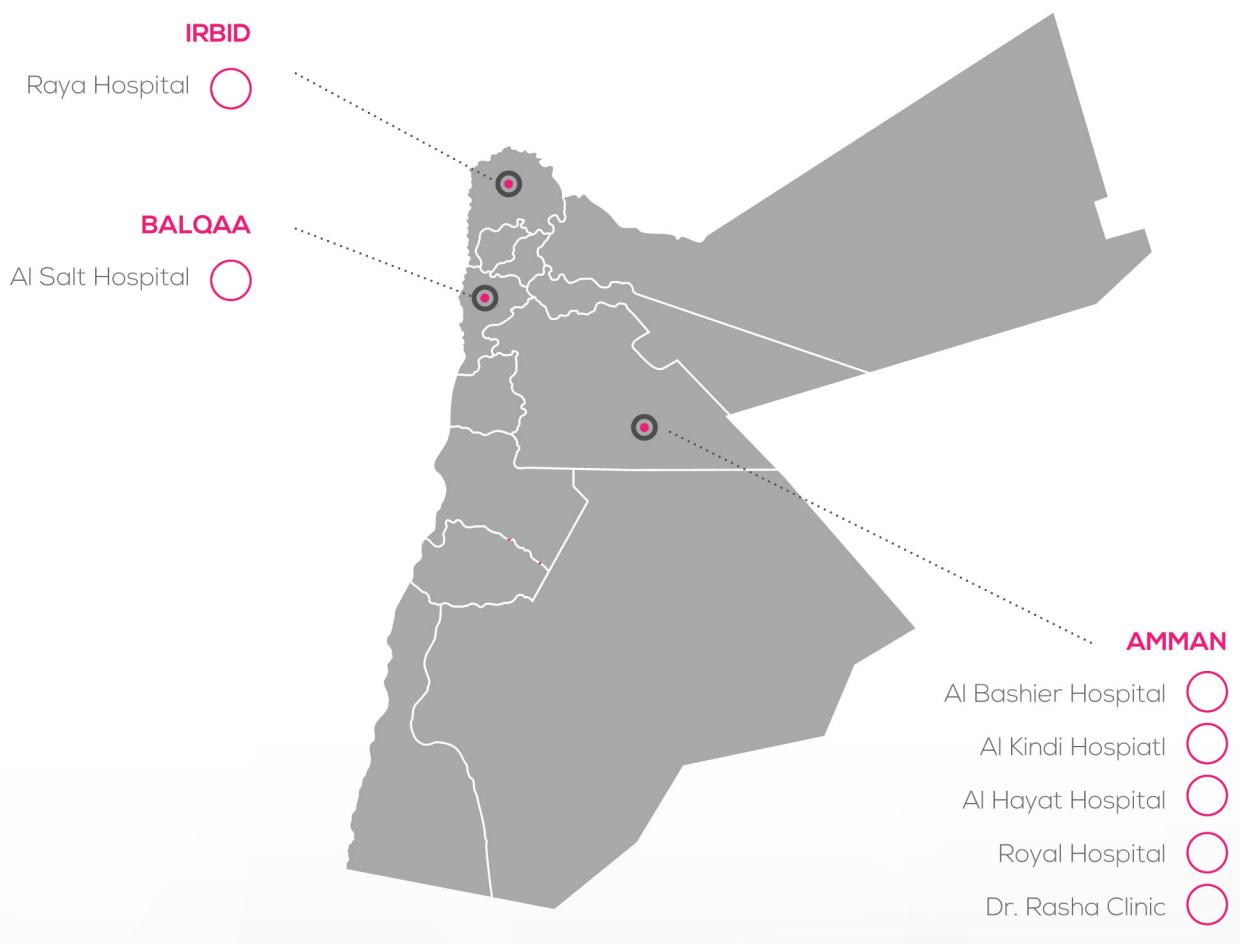 IRBID
Raya Hospital
BALQAA
Al Salt Hospital
AMMAN
Al Bashier Hospital
Al Kindi Hospiatl
Al Hayat Hospital
Royal Hospital
Dr. Rasha Clinic